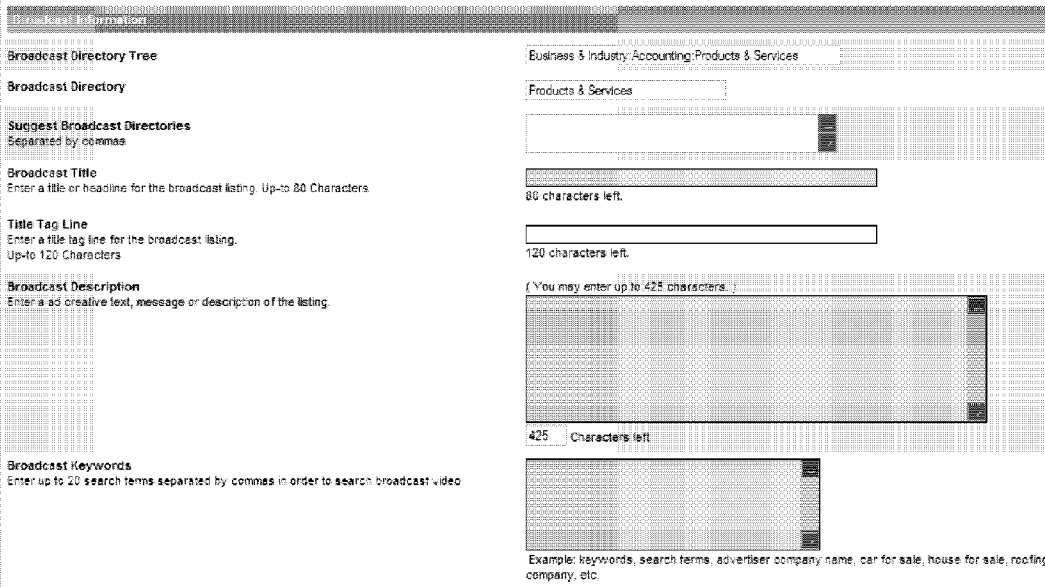 Broadcast Information
Broadcast Directory Tree
Business & Industry:Accounting:Products & Services
Broadcast Directory
Products & Services
Suggest Broadcast Directories
Separated by commas
Broadcast Title
Enter a title or headline for the broadcast listing. Up-to 80 Characters.
80 characters left.
Title Tag Line
Enter a title tag line for the broadcast listing.
Up-to 120 Characters
120 characters left.
Broadcast Description
Enter a ad creative text, message or description of the listing.
( You may enter up to 425 characters. )
425 Characters left
Broadcast Keywords
Enter up to 20 search terms separated by commas in order to search broadcast video
Example: keywords, search terms, advertiser company name, car for sale, house for sale, roofing
company, etc.